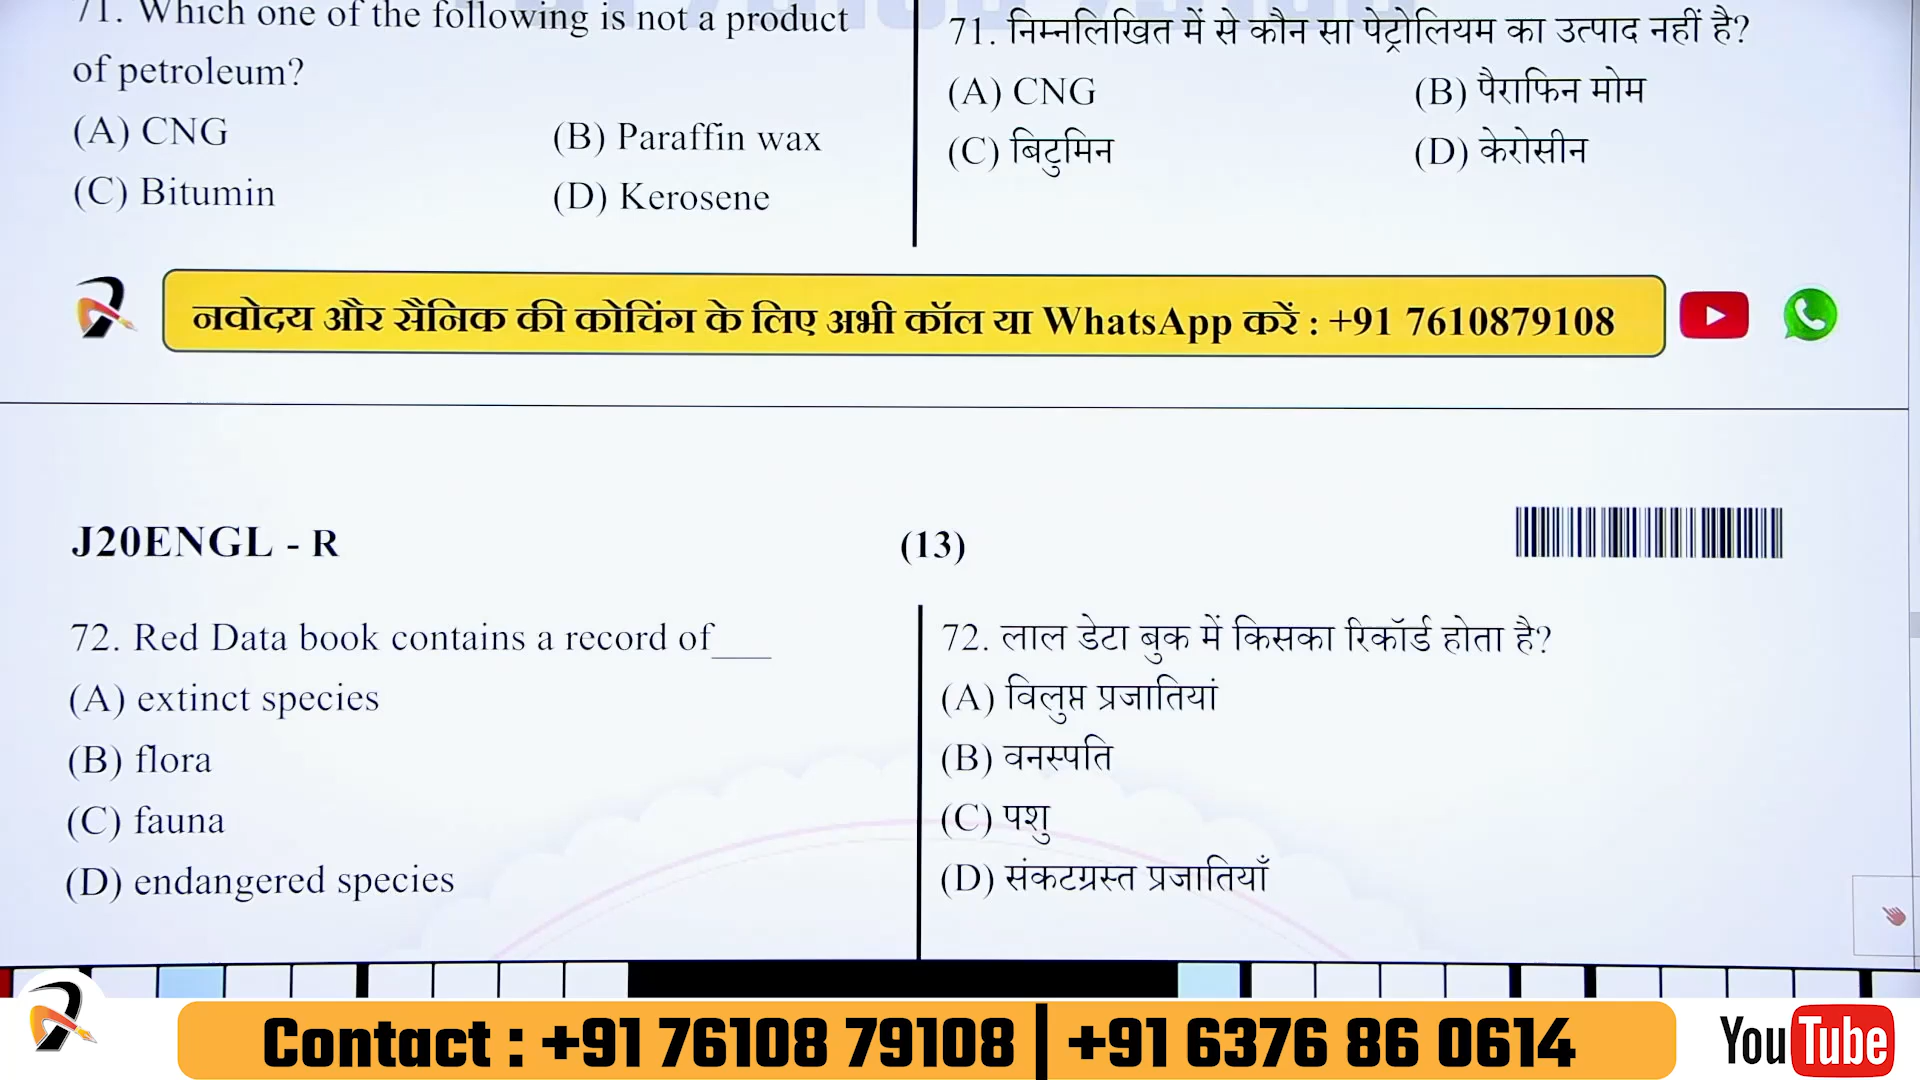 71. Which one of the following is not a product
of petroleum?
(A) CNG
(B) Paraffin wax
(C) Bitumin
(D) Kerosene
71. निम्नलिखित में से कौन सा पेट्रोलियम का उत्पाद नहीं है?
(A) CNG
(B) पैराफिन मोम
(C) बिटुमिन
(D) केरोसीन
नवोदय और सैनिक की कोचिंग के लिए अभी कॉल या WhatsApp करें : +91 7610879108
J20ENGL - R
(13)
72. Red Data book contains a record of___
(A) extinct species
(B) flora
(C) fauna
(D) endangered species
72. लाल डेटा बुक में किसका रिकॉर्ड होता है?
(A) विलुप्त प्रजातियां
(B) वनस्पति
(C) पशु
(D) संकटग्रस्त प्रजातियाँ
Contact : +91 76108 79108 | +91 6376 86 0614
YouTube